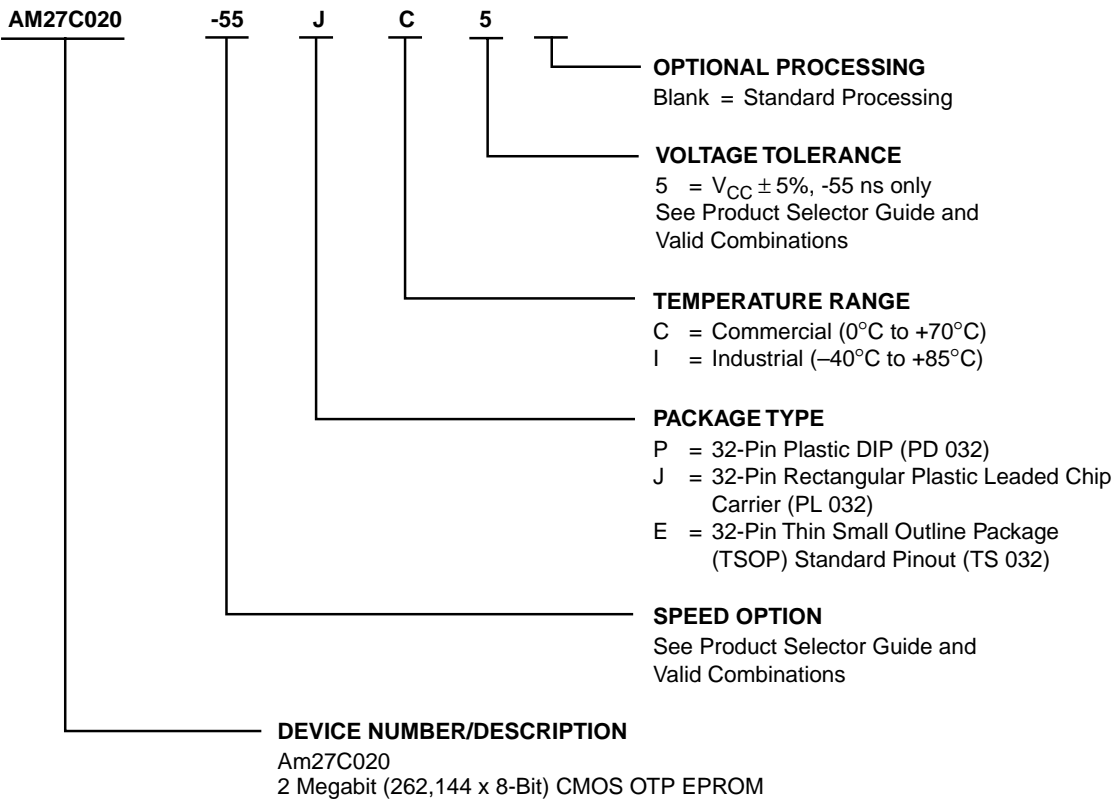 AM27C020 -55 J C 5
OPTIONAL PROCESSING
Blank = Standard Processing
VOLTAGE TOLERANCE
5 = VCC ± 5%, -55 ns only
See Product Selector Guide and
Valid Combinations
TEMPERATURE RANGE
C = Commercial (0°C to +70°C)
I = Industrial (–40°C to +85°C)
PACKAGE TYPE
P = 32-Pin Plastic DIP (PD 032)
J = 32-Pin Rectangular Plastic Leaded Chip
Carrier (PL 032)
E = 32-Pin Thin Small Outline Package
(TSOP) Standard Pinout (TS 032)
SPEED OPTION
See Product Selector Guide and
Valid Combinations
DEVICE NUMBER/DESCRIPTION
Am27C020
2 Megabit (262,144 x 8-Bit) CMOS OTP EPROM